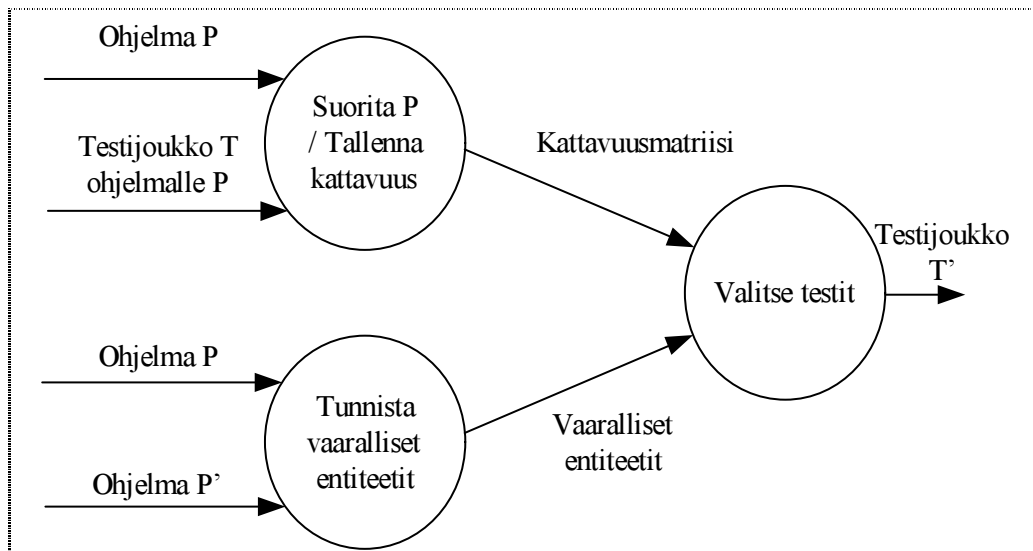 Ohjelma P
Testijoukko T
ohjelmalle P
Suorita P
/ Tallenna
kattavuus
Kattavuusmatriisi
Ohjelma P
Ohjelma P’
Tunnista
vaaralliset
entiteetit
Vaaralliset
entiteetit
Valitse testit
Testijoukko
T’